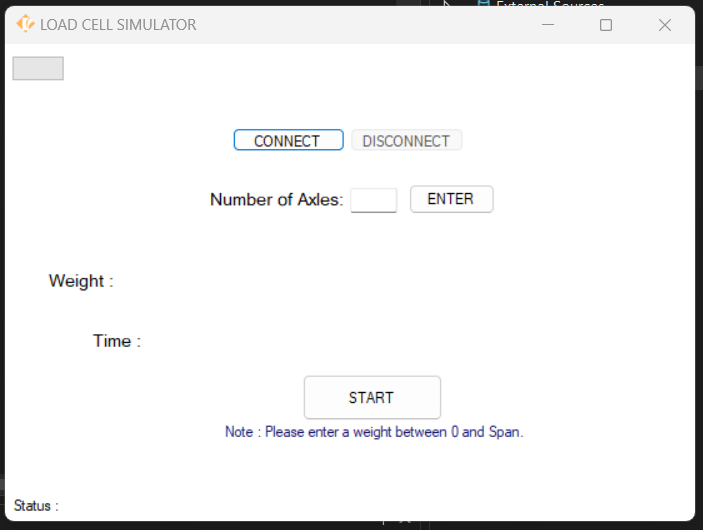 External Sources
LOAD CELL SIMULATOR
CONNECT DISCONNECT
Number of Axles: ENTER
Weight :
Time :
START
Note : Please enter a weight between 0 and Span.
Status :